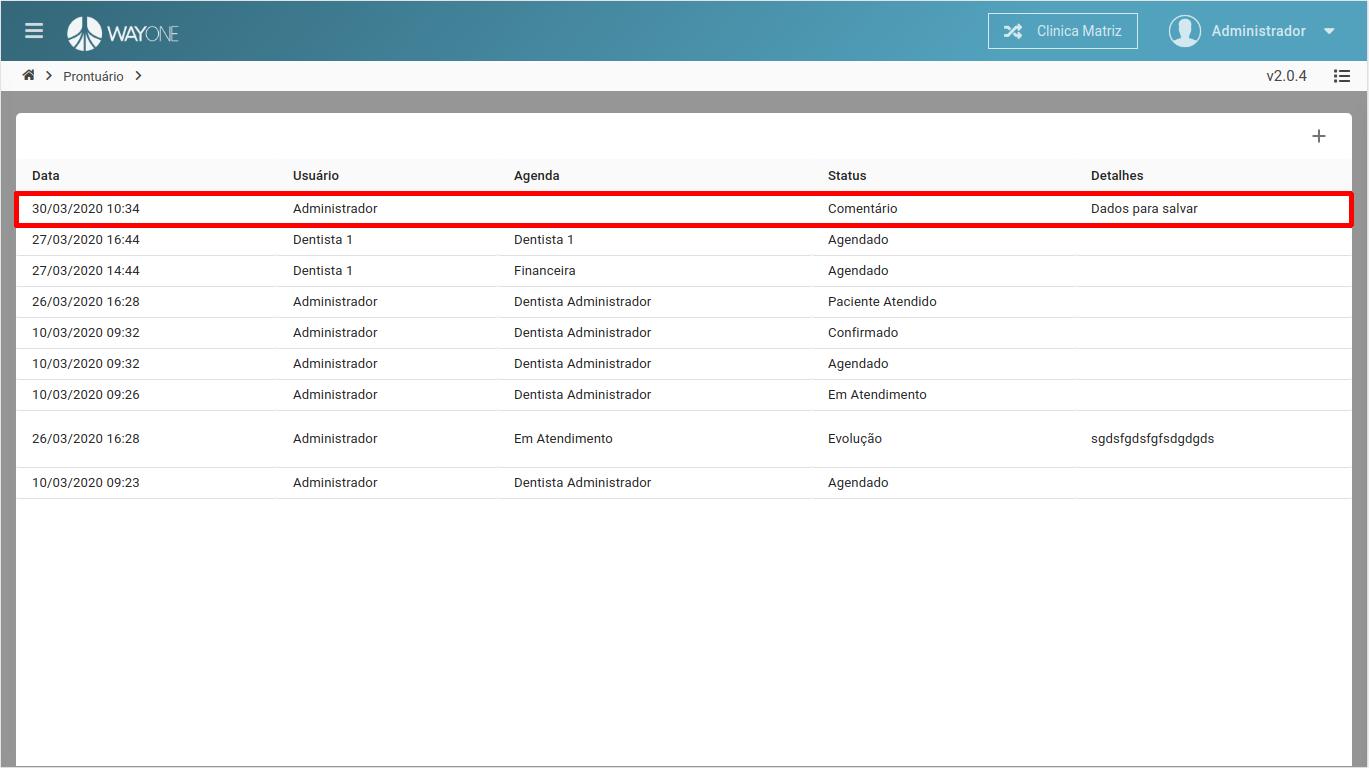 WAYONE Clinica Matriz Administrador
Prontuário v2.0.4
Data Usuário Agenda Status Detalhes
30/03/2020 10:34 Administrador Comentário Dados para salvar
27/03/2020 16:44 Dentista 1 Dentista 1 Agendado
27/03/2020 14:44 Dentista 1 Financeira Agendado
26/03/2020 16:28 Administrador Dentista Administrador Paciente Atendido
10/03/2020 09:32 Administrador Dentista Administrador Confirmado
10/03/2020 09:32 Administrador Dentista Administrador Agendado
10/03/2020 09:26 Administrador Dentista Administrador Em Atendimento
26/03/2020 16:28 Administrador Em Atendimento Evolução sgdsfgdsfgfsdgdgds
10/03/2020 09:23 Administrador Dentista Administrador Agendado